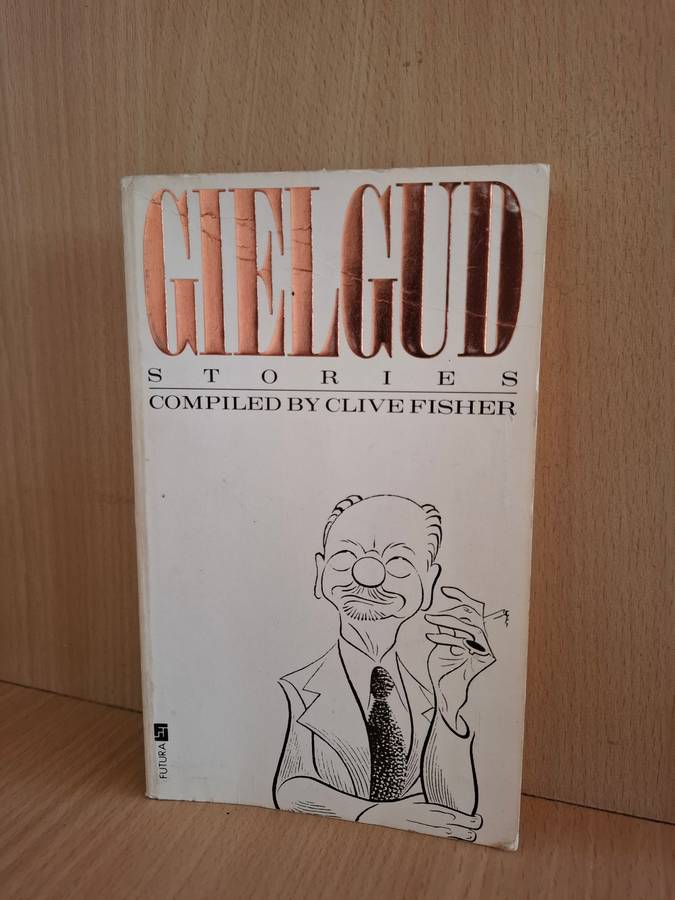 GIELGUD
STORIES
COMPILED BY CLIVE FISHER
FUTURA